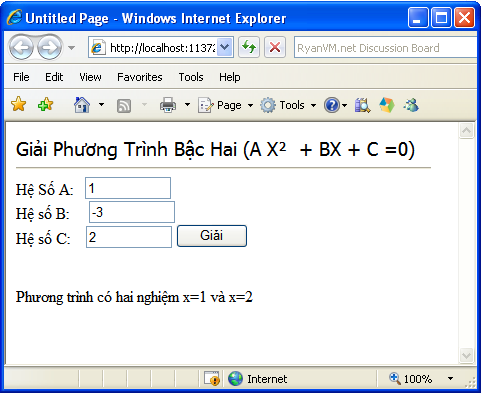 Untitled Page - Windows Internet Explorer
http://localhost:11372 RyanVM.net Discussion Board
File Edit View Favorites Tools Help
Page Tools
Giải Phương Trình Bậc Hai (A X² + BX + C =0)
Hệ Số A: 1
Hệ số B: -3
Hệ số C: 2 Giải
Phương trình có hai nghiệm x=1 và x=2
Internet 100%